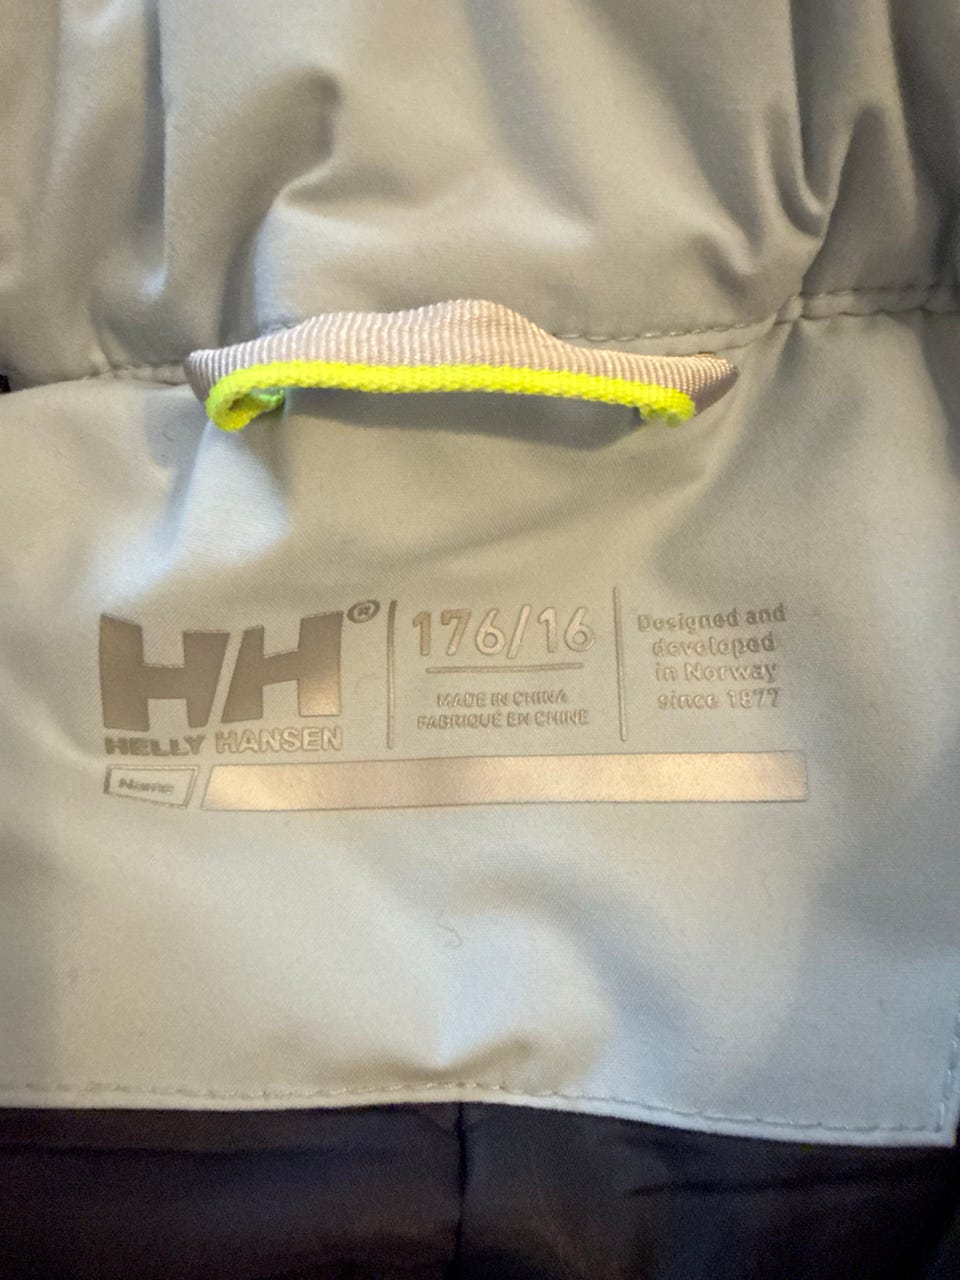 HH®
HELLY HANSEN
176/16
MADE IN CHINA
FABRIQUÉ EN CHINE
Designed and
developed
in Norway
since 1877
Name